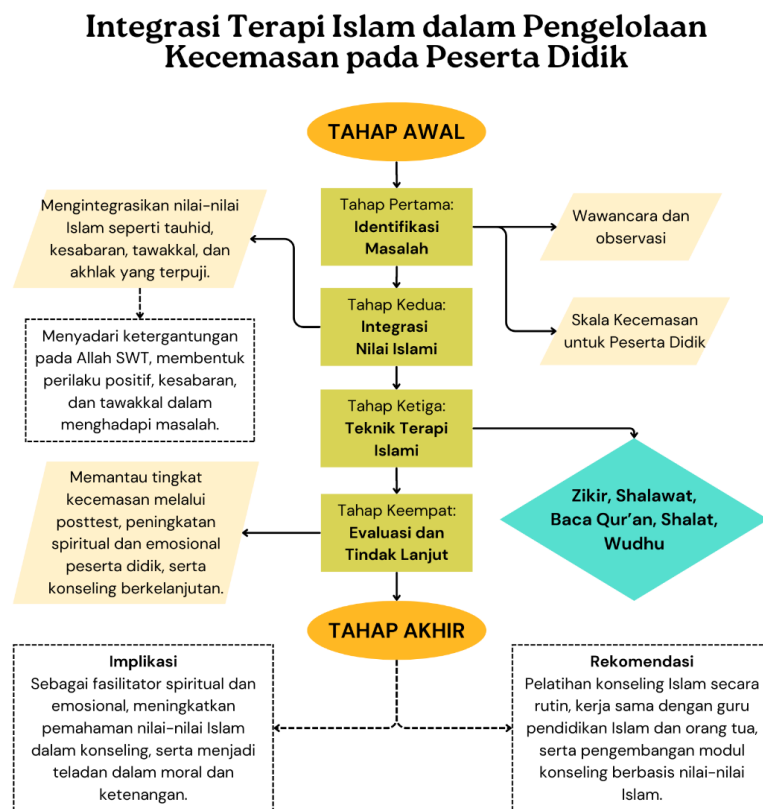 Integrasi Terapi Islam dalam Pengelolaan
Kecemasan pada Peserta Didik
TAHAP AWAL
Tahap Pertama:
Identifikasi
Masalah
Wawancara dan
observasi
Skala Kecemasan
untuk Peserta Didik
Tahap Kedua:
Integrasi
Nilai Islami
Mengintegrasikan nilai-nilai
Islam seperti tauhid,
kesabaran, tawakkal, dan
akhlak yang terpuji.
Menyadari ketergantungan
pada Allah SWT, membentuk
perilaku positif, kesabaran,
dan tawakkal dalam
menghadapi masalah.
Tahap Ketiga:
Teknik Terapi
Islami
Zikir, Shalawat,
Baca Qur’an, Shalat,
Wudhu
Tahap Keempat:
Evaluasi dan
Tindak Lanjut
Memantau tingkat
kecemasan melalui
posttest, peningkatan
spiritual dan emosional
peserta didik, serta
konseling berkelanjutan.
TAHAP AKHIR
Implikasi
Sebagai fasilitator spiritual dan
emosional, meningkatkan
pemahaman nilai-nilai Islam
dalam konseling, serta menjadi
teladan dalam moral dan
ketenangan.
Rekomendasi
Pelatihan konseling Islam secara
rutin, kerja sama dengan guru
pendidikan Islam dan orang tua,
serta pengembangan modul
konseling berbasis nilai-nilai
Islam.